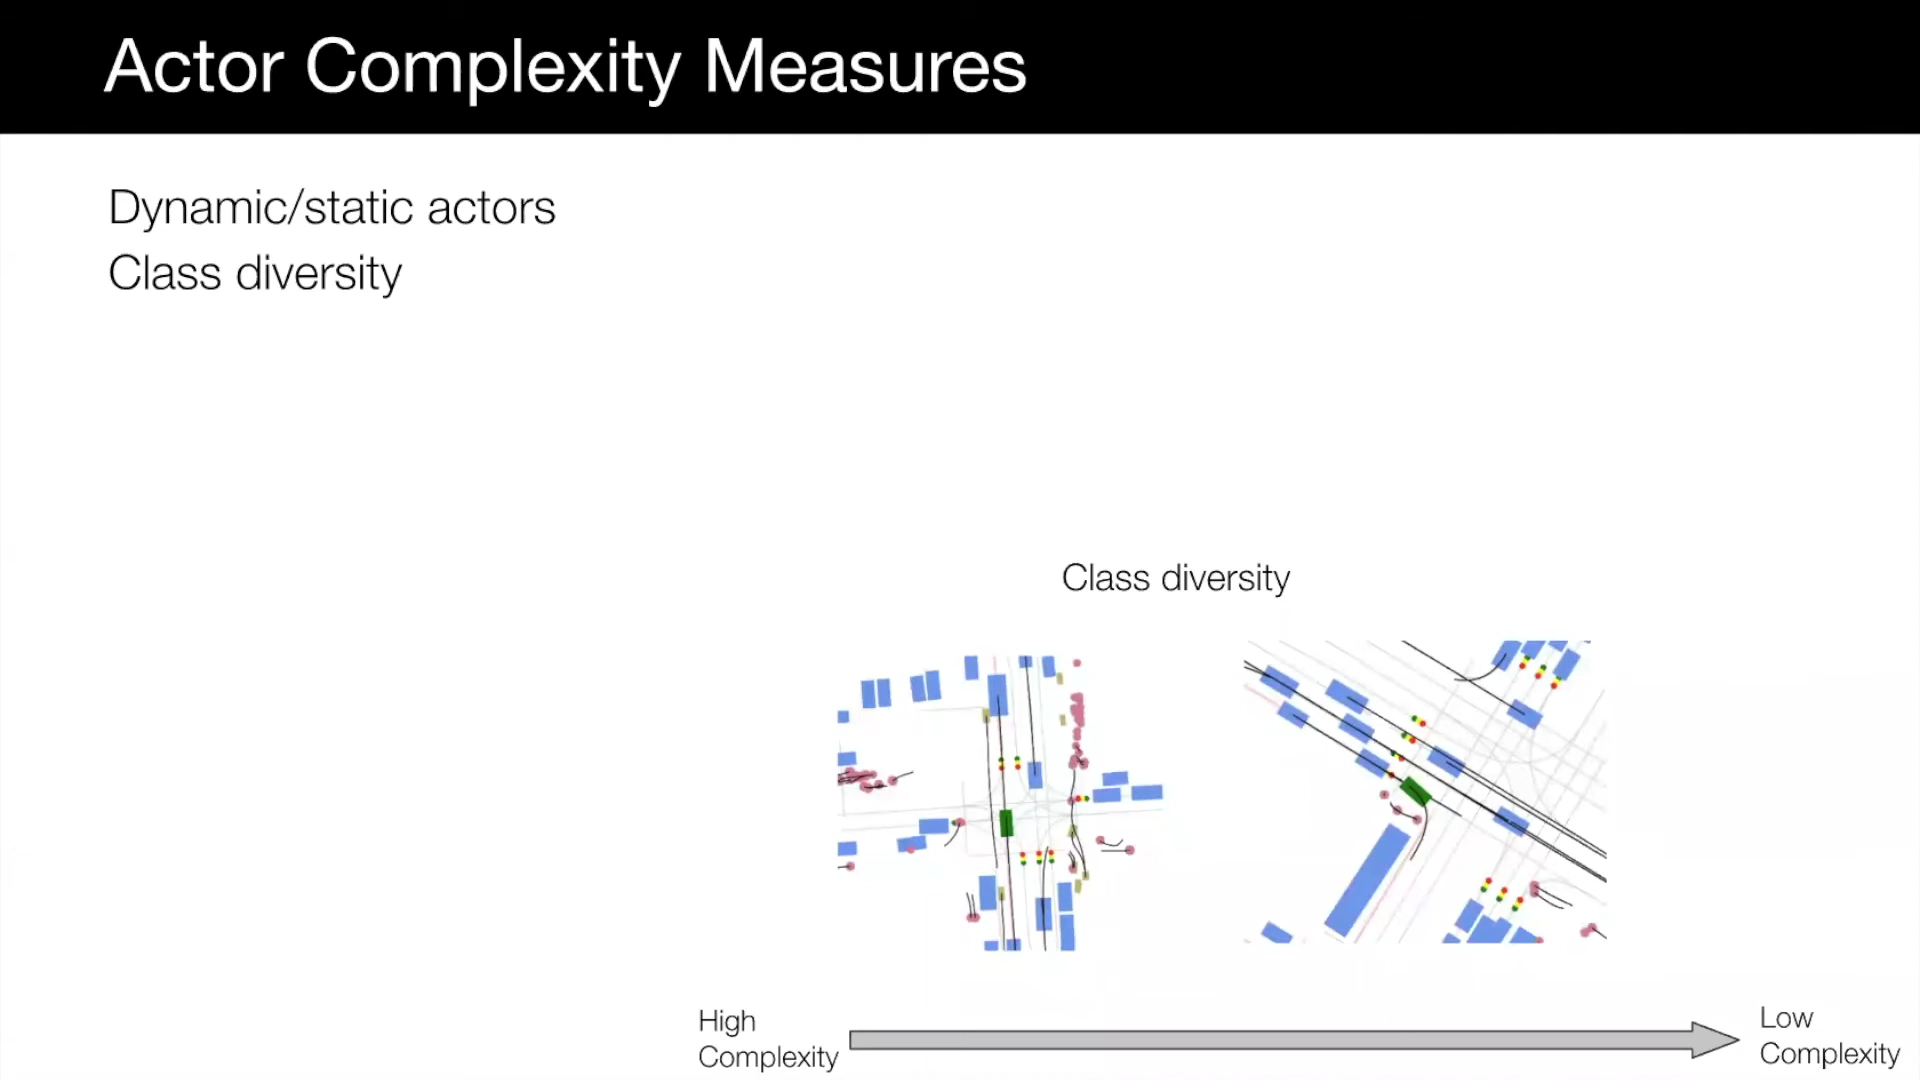 Actor Complexity Measures
Dynamic/static actors
Class diversity
Class diversity
High
Complexity
Low
Complexity